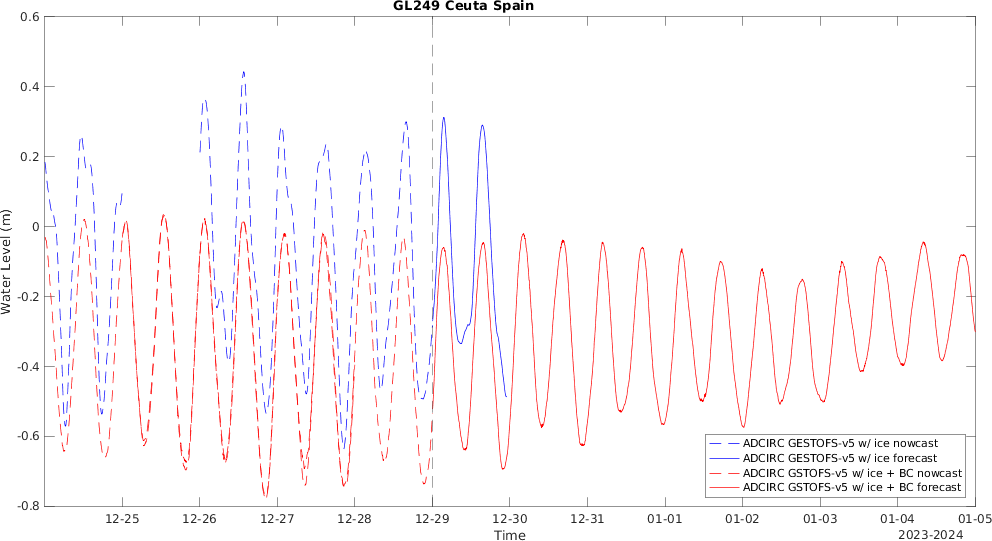 GL249 Ceuta Spain
Water Level (m)
0.6
0.4
0.2
0
-0.2
-0.4
-0.6
-0.8
ADCIRC GESTOFS-v5 w/ ice nowcast
ADCIRC GESTOFS-v5 w/ ice forecast
ADCIRC GSTOFS-v5 w/ ice + BC nowcast
ADCIRC GSTOFS-v5 w/ ice + BC forecast
12-25 12-26 12-27 12-28 12-29 12-30 12-31 01-01 01-02 01-03 01-04 01-05
Time
2023-2024